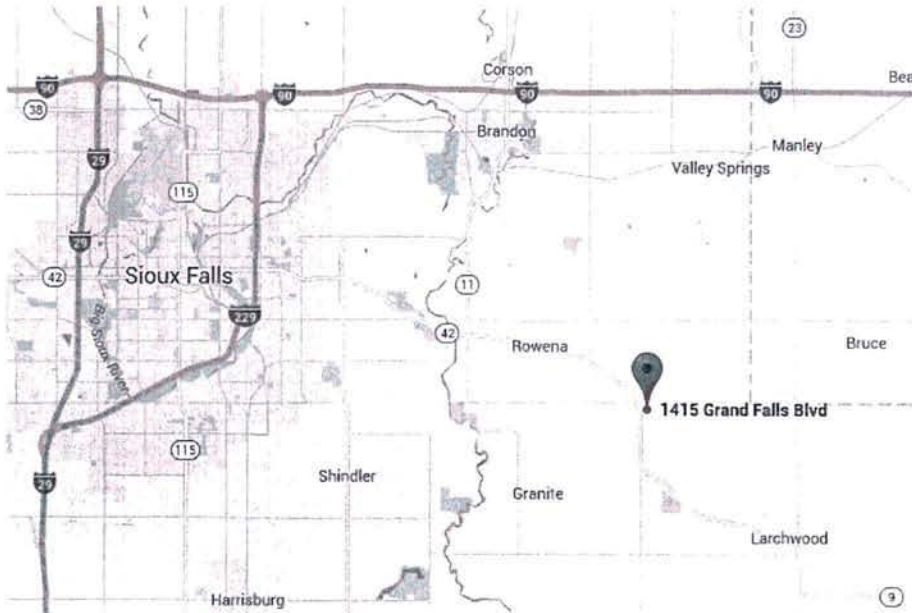 23
Corson
90
90
90
90
Bea
38
Brandon
Manley
29
Valley Springs
115
29
Sioux Falls
42
11
229
42
Big Sioux River
Rowena
Bruce
1415 Grand Falls Blvd
115
Shindler
29
Granite
Larchwood
Harrisburg
9